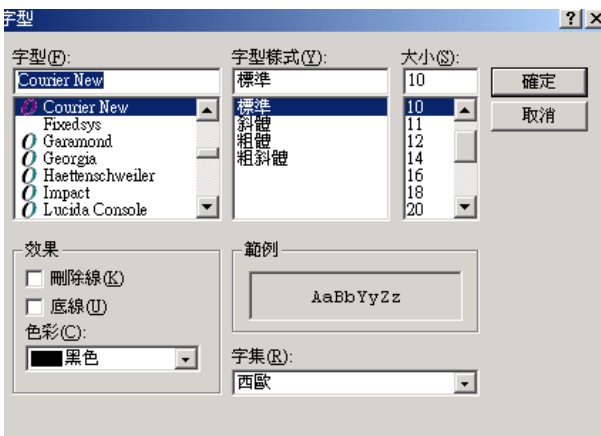 字型
字型(F):
Courier New
Courier New
Fixedsys
Garamond
Georgia
Haettenschweiler
Impact
Lucida Console
字型樣式(Y):
標準
標準
斜體
粗體
粗斜體
大小(S):
10
10
11
12
14
16
18
20
確定
取消
效果
刪除線(K)
底線(U)
色彩(C):
黑色
範例
AaBbYyZz
字集(R):
西歐